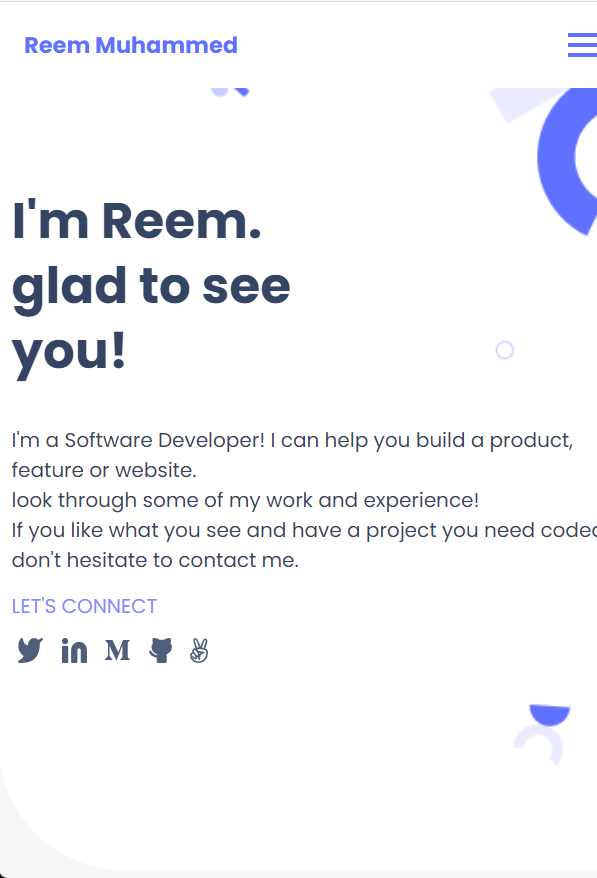 Reem Muhammed
I'm Reem.
glad to see
you!
I'm a Software Developer! I can help you build a product,
feature or website.
look through some of my work and experience!
If you like what you see and have a project you need coded
don't hesitate to contact me.
LET'S CONNECT